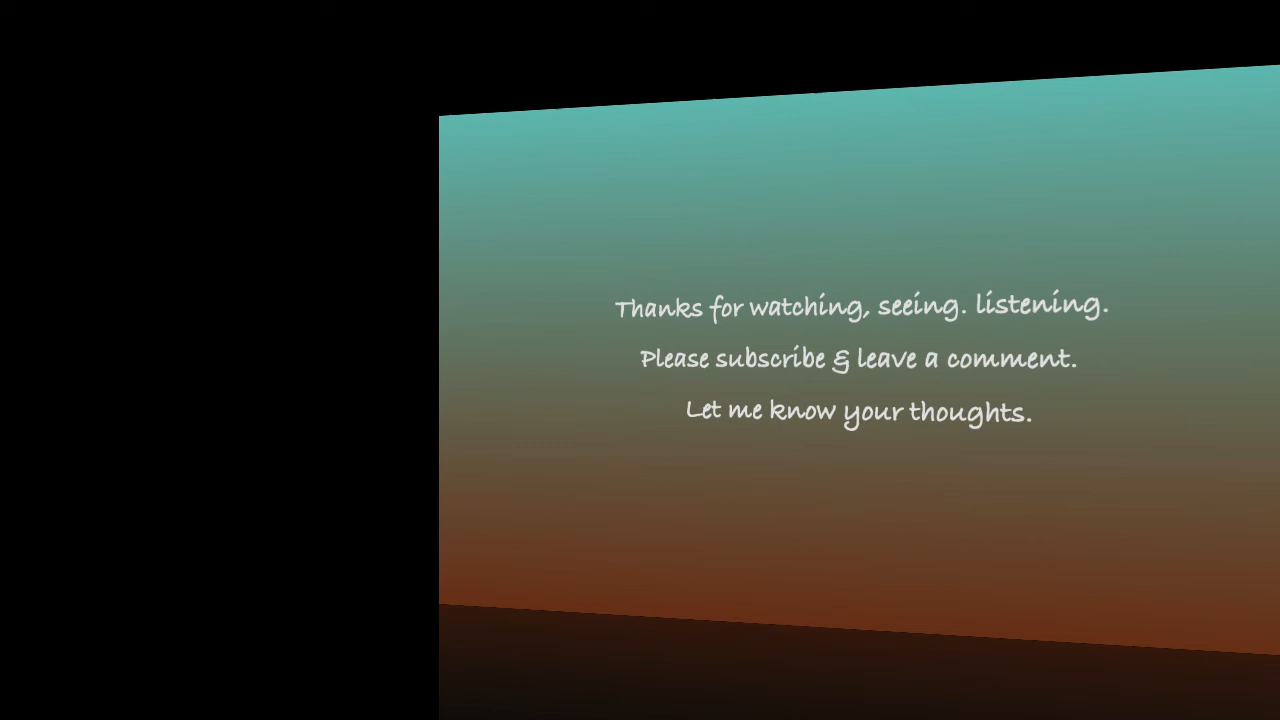 Thanks for watching, seeing. listening.
Please subscribe & leave a comment.
Let me know your thoughts.